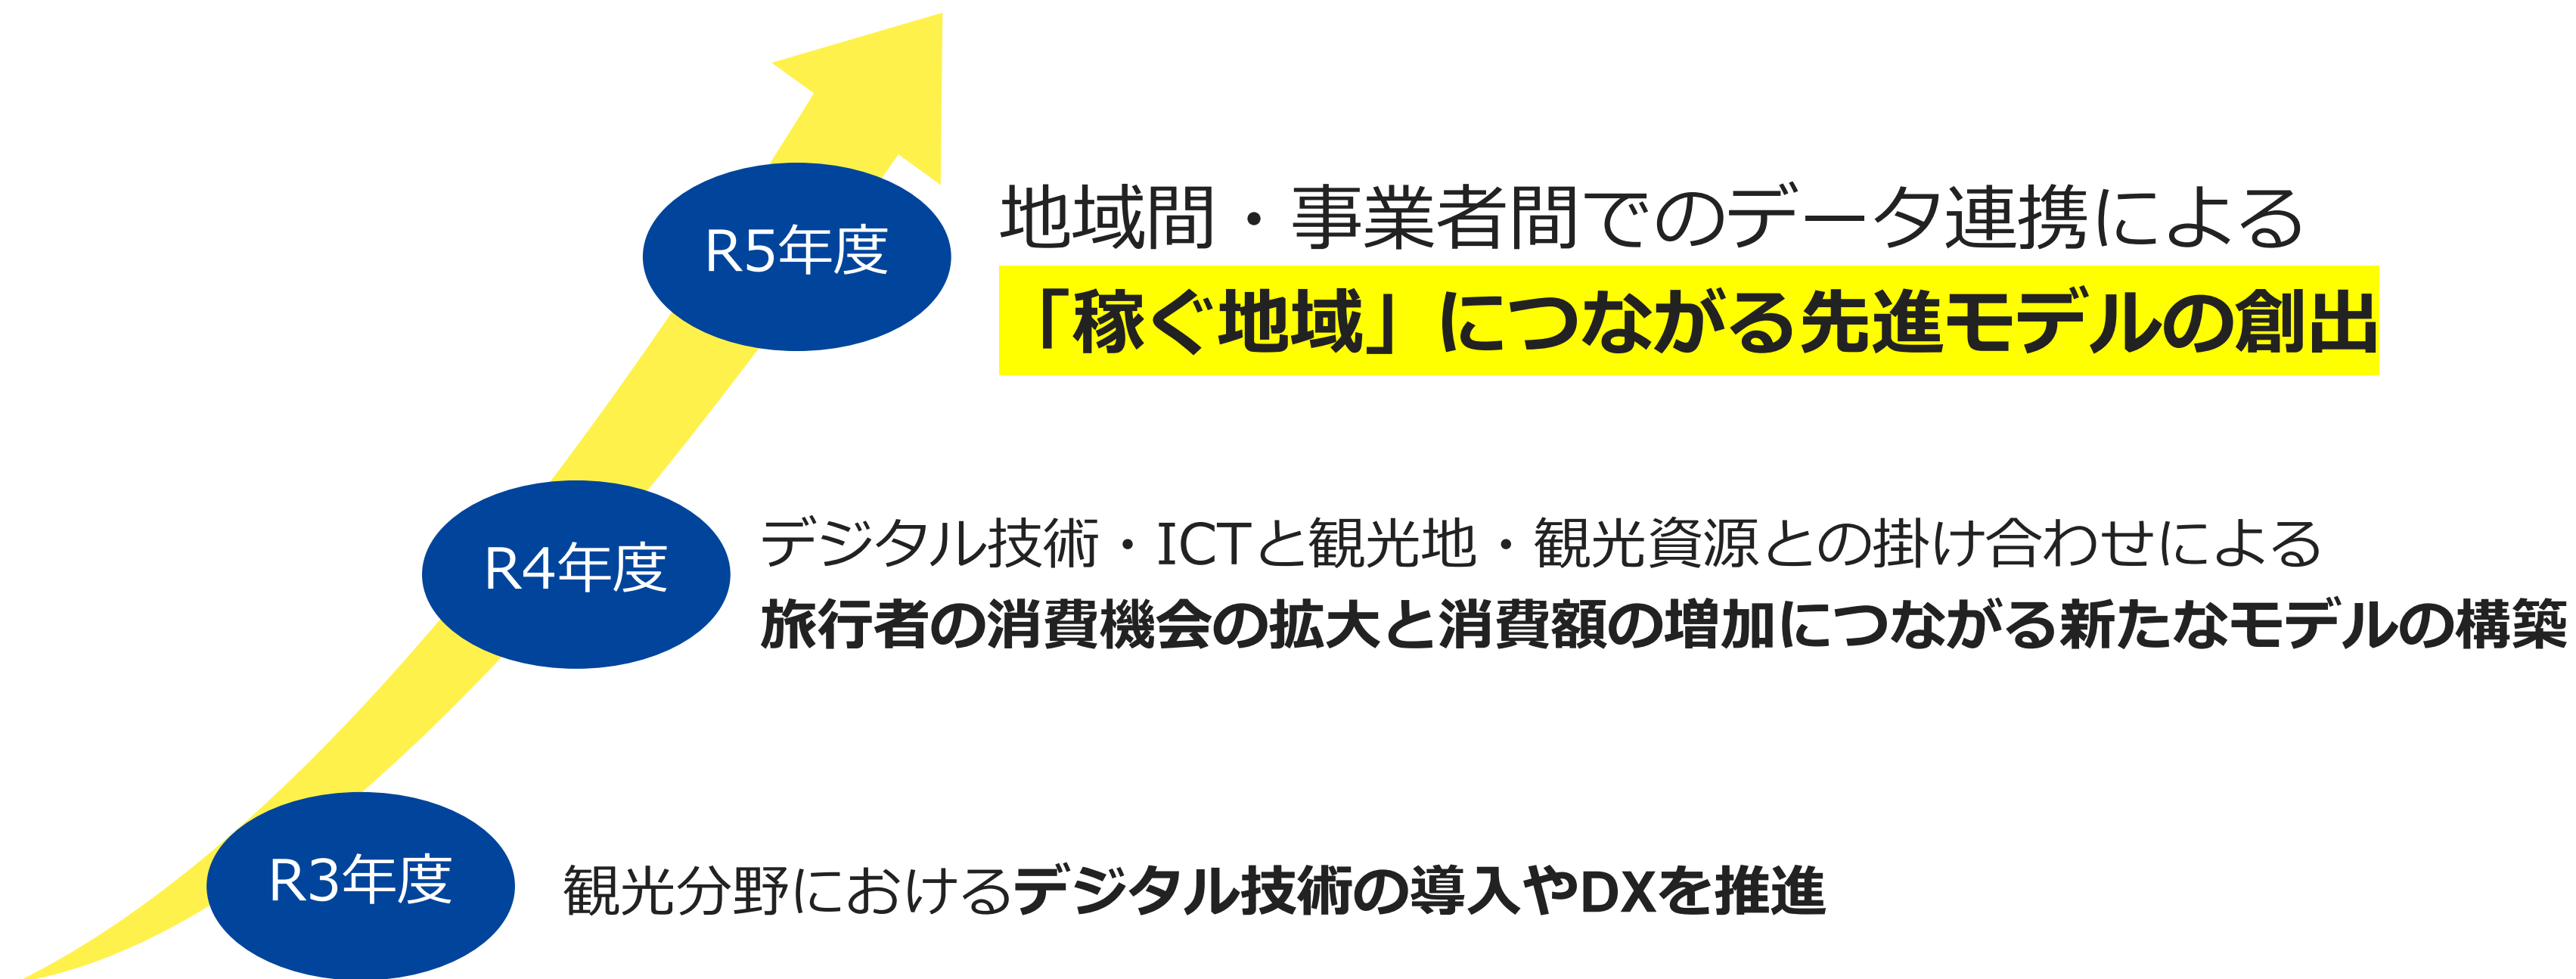 R5年度
地域間・事業者間でのデータ連携による
「稼ぐ地域」につながる先進モデルの創出
R4年度
デジタル技術・ICTと観光地・観光資源との掛け合わせによる
旅行者の消費機会の拡大と消費額の増加につながる新たなモデルの構築
R3年度
観光分野におけるデジタル技術の導入やDXを推進